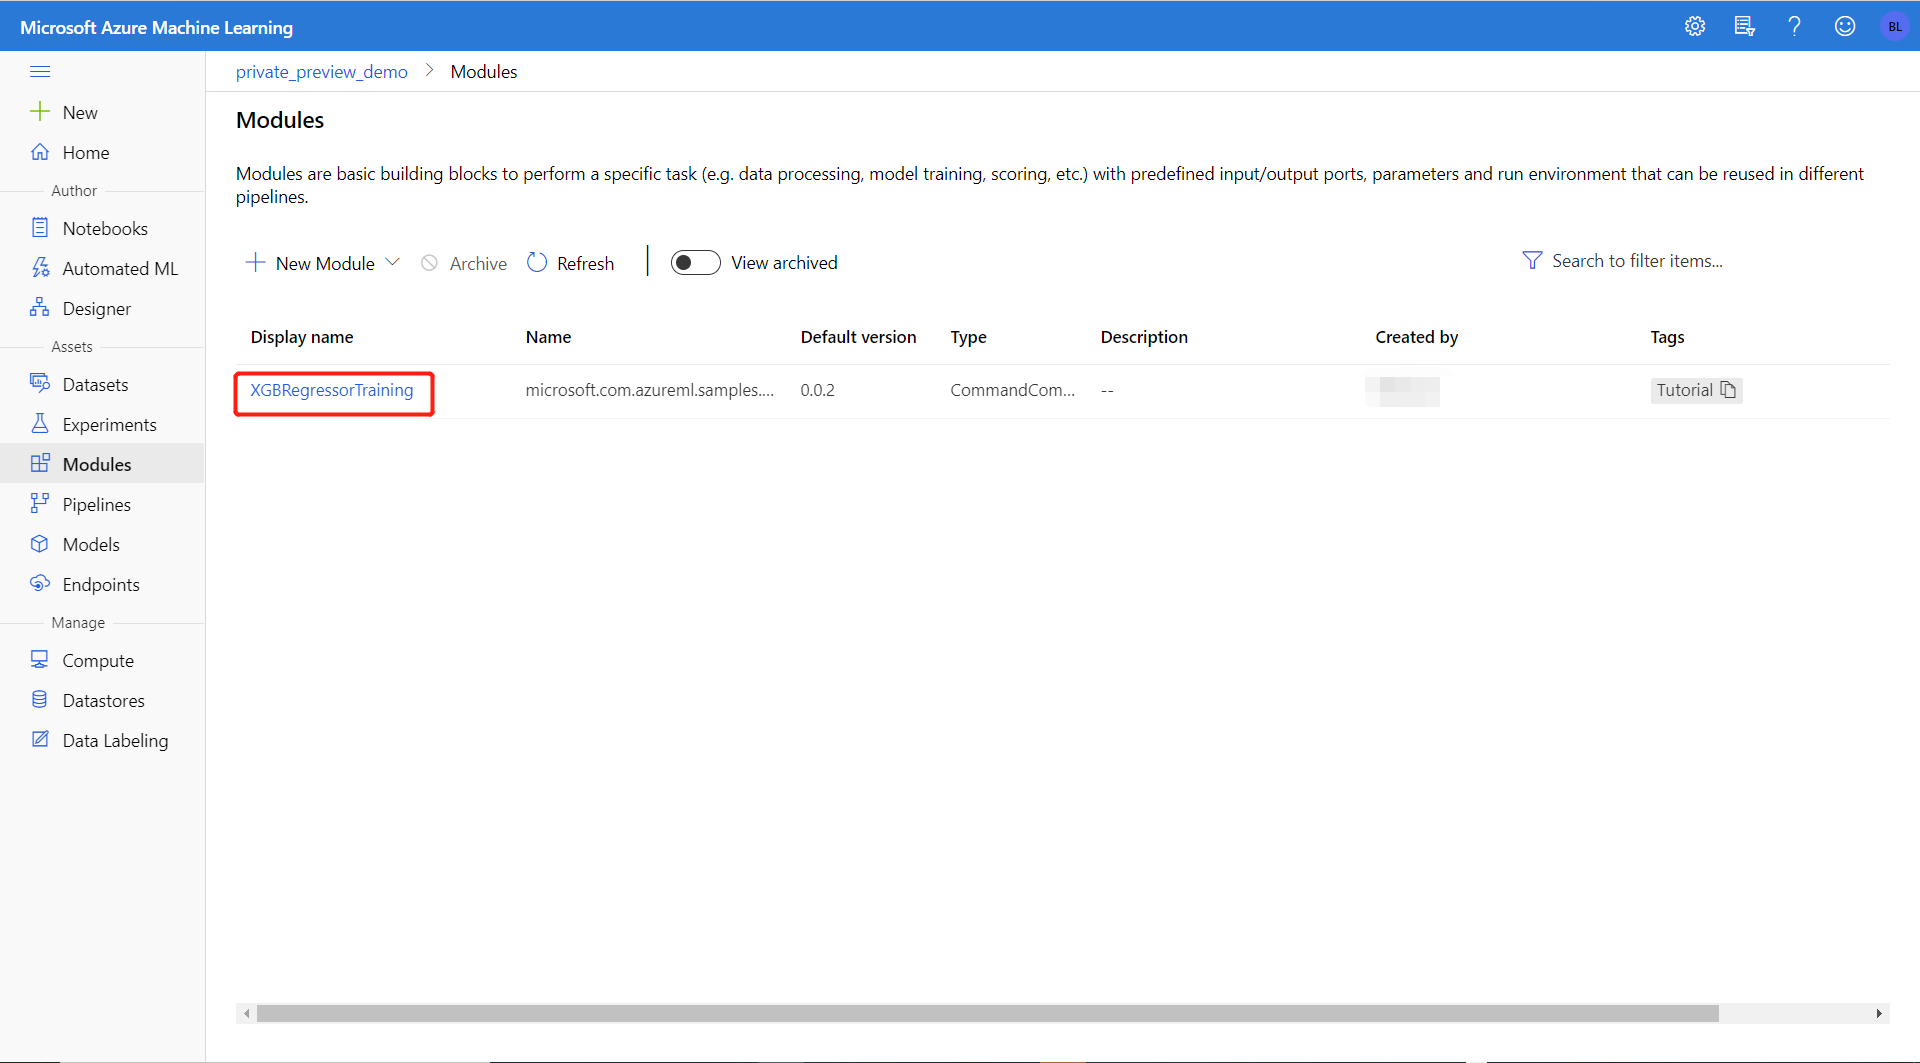 Microsoft Azure Machine Learning
BL
private_preview_demo > Modules
New
Home
Author
Notebooks
Automated ML
Designer
Assets
Datasets
Experiments
Modules
Pipelines
Models
Endpoints
Manage
Compute
Datastores
Data Labeling
Modules
Modules are basic building blocks to perform a specific task (e.g. data processing, model training, scoring, etc.) with predefined input/output ports, parameters and run environment that can be reused in different
pipelines.
New Module Archive Refresh View archived Search to filter items...
Display name Name Default version Type Description Created by Tags
XGBRegressorTraining microsoft.com.azureml.samples.... 0.0.2 CommandCom... -- Tutorial